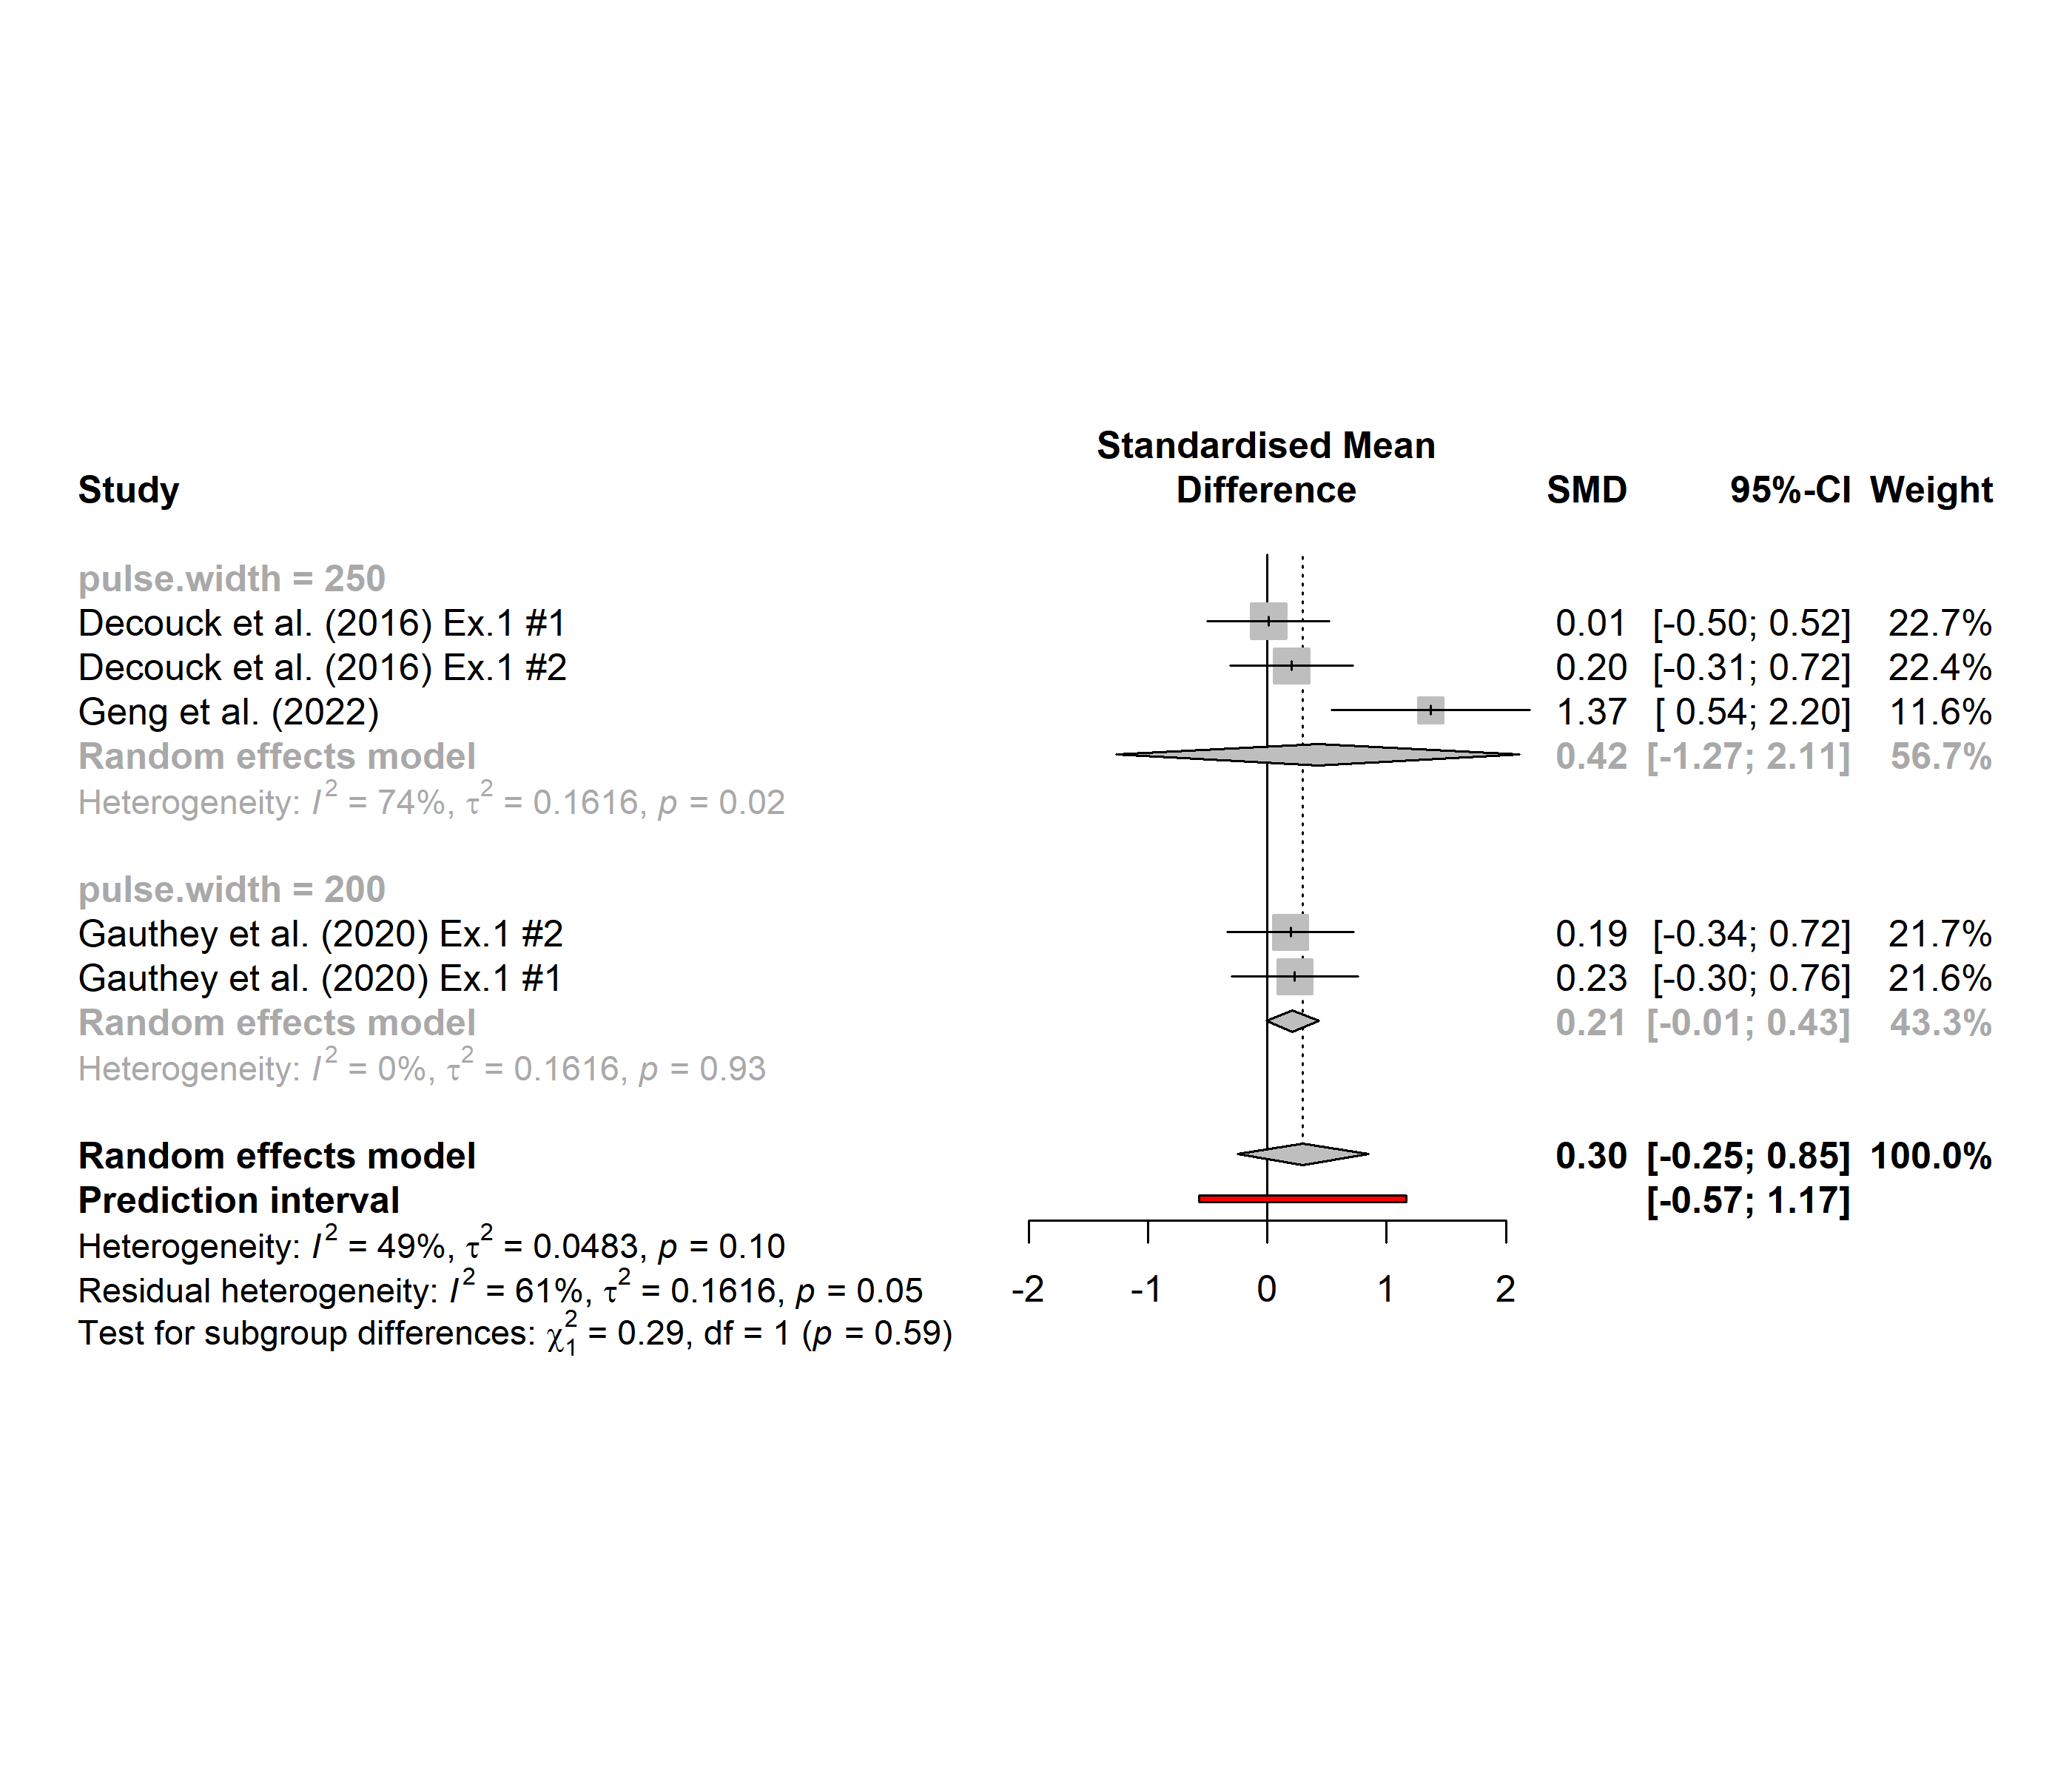 Standardised Mean
Study Difference SMD 95%-CI Weight
pulse.width = 250
Decouck et al. (2016) Ex.1 #1 0.01 [-0.50; 0.52] 22.7%
Decouck et al. (2016) Ex.1 #2 0.20 [-0.31; 0.72] 22.4%
Geng et al. (2022) 1.37 [ 0.54; 2.20] 11.6%
Random effects model 0.42 [-1.27; 2.11] 56.7%
Heterogeneity: I² = 74%, τ² = 0.1616, p = 0.02
pulse.width = 200
Gauthey et al. (2020) Ex.1 #2 0.19 [-0.34; 0.72] 21.7%
Gauthey et al. (2020) Ex.1 #1 0.23 [-0.30; 0.76] 21.6%
Random effects model 0.21 [-0.01; 0.43] 43.3%
Heterogeneity: I² = 0%, τ² = 0.1616, p = 0.93
Random effects model 0.30 [-0.25; 0.85] 100.0%
Prediction interval [-0.57; 1.17]
Heterogeneity: I² = 49%, τ² = 0.0483, p = 0.10
Residual heterogeneity: I² = 61%, τ² = 0.1616, p = 0.05
-2 -1 0 1 2
Test for subgroup differences: χ²₁ = 0.29, df = 1 (p = 0.59)